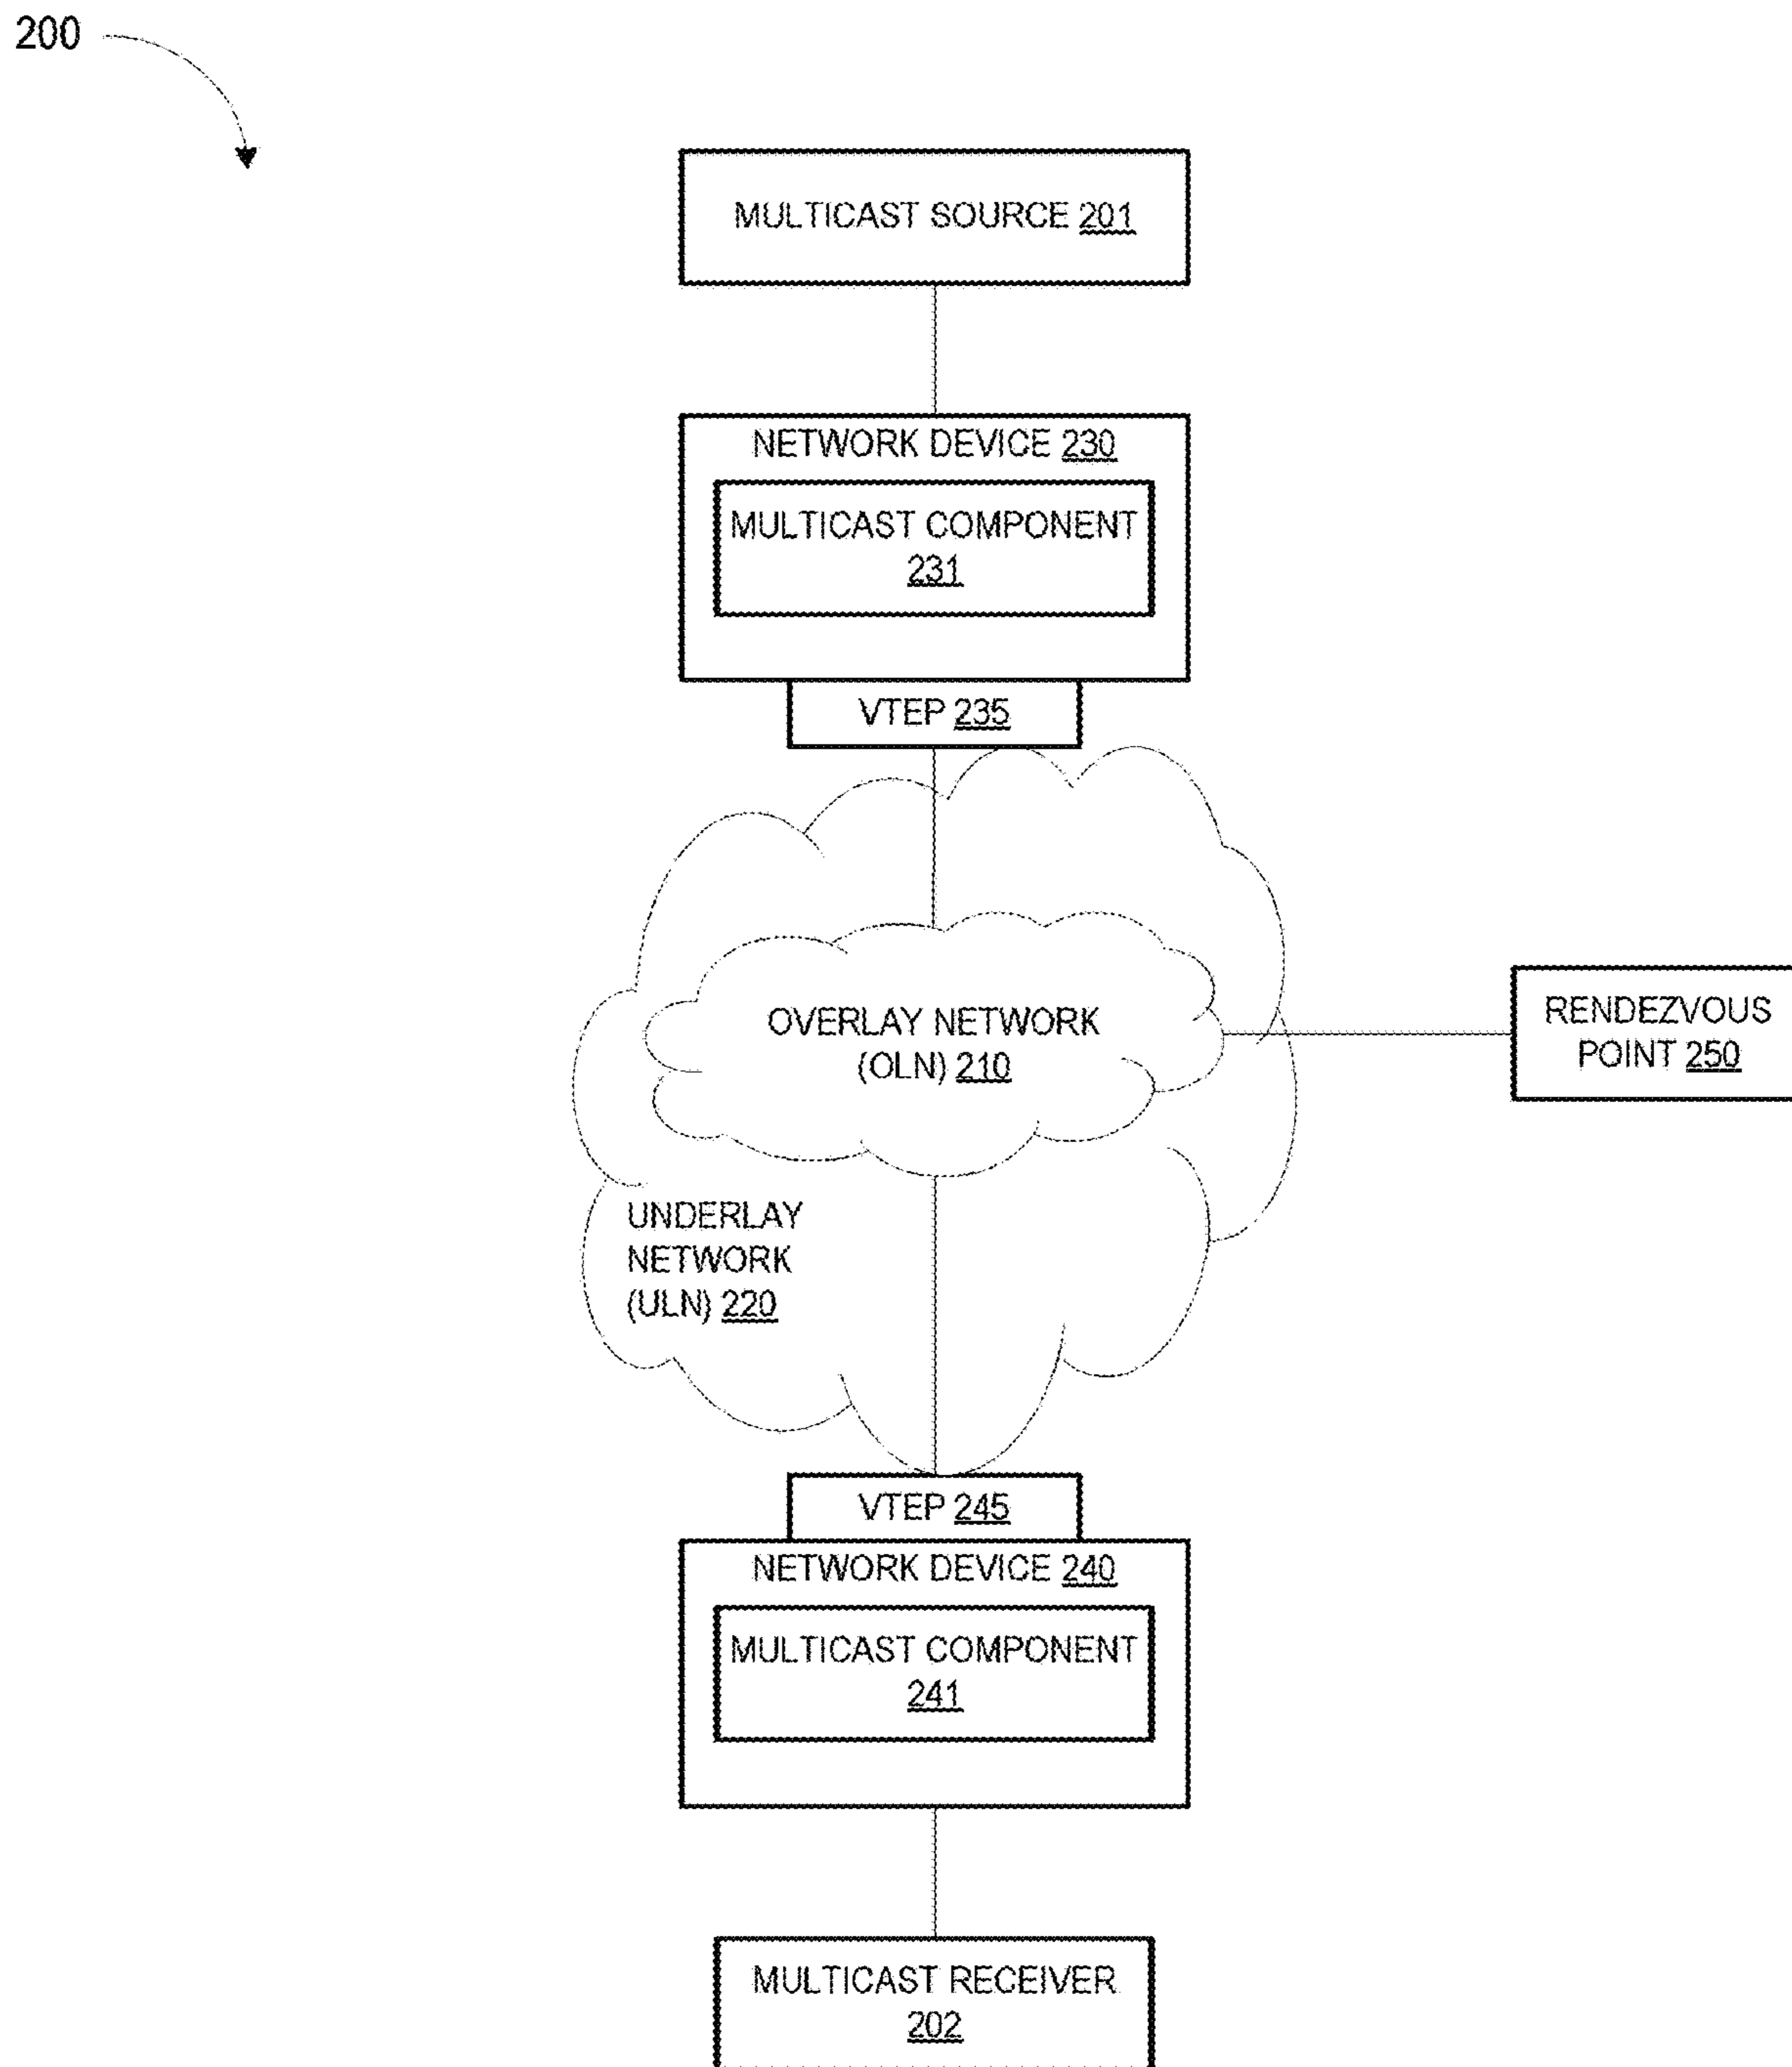 200
MULTICAST SOURCE 201
NETWORK DEVICE 230
MULTICAST COMPONENT
231
VTEP 235
OVERLAY NETWORK
(OLN) 210
RENDEZVOUS
POINT 250
UNDERLAY
NETWORK
(ULN) 220
VTEP 245
NETWORK DEVICE 240
MULTICAST COMPONENT
241
MULTICAST RECEIVER
202